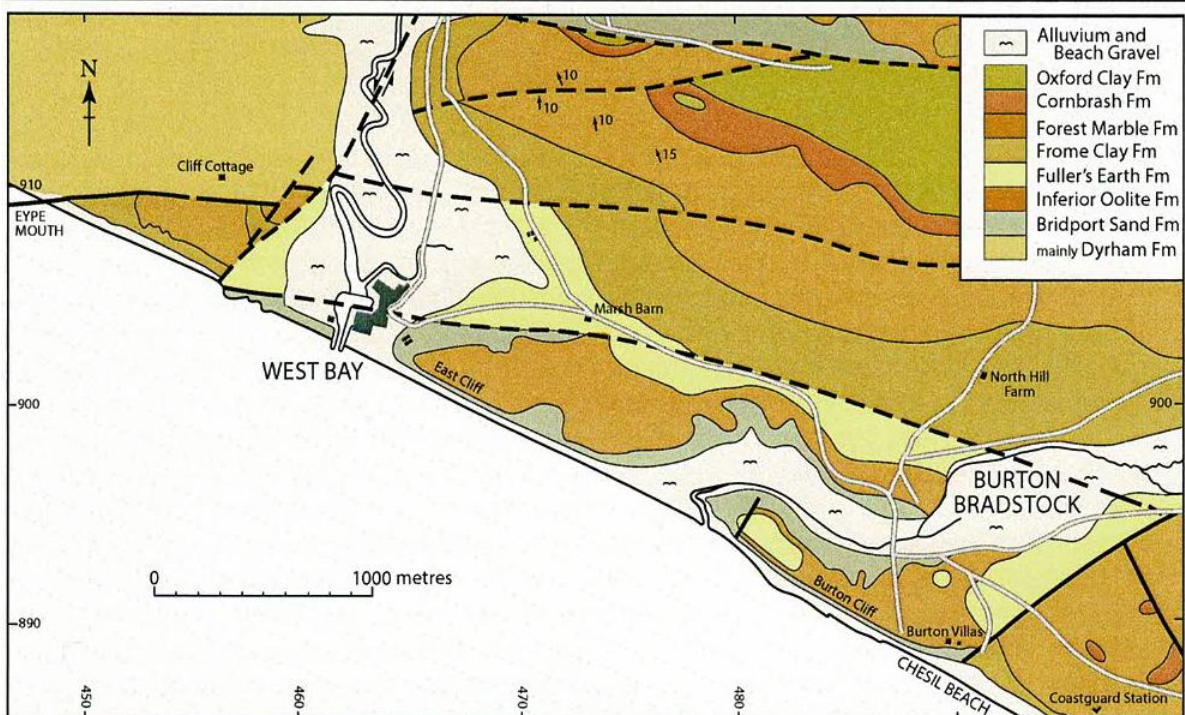 Alluvium and
Beach Gravel
Oxford Clay Fm
Cornbrash Fm
Forest Marble Fm
Frome Clay Fm
Fuller's Earth Fm
Inferior Oolite Fm
Bridport Sand Fm
mainly Dyrham Fm
N
10
10
10
15
Cliff Cottage
910
EYPE
MOUTH
Marsh Barn
WEST BAY
East Cliff
North Hill
Farm
900
900
BURTON
BRADSTOCK
0
1000 metres
Burton Cliff
890
Burton Villas
CHESIL BEACH
Coastguard Station
450
460
470
480